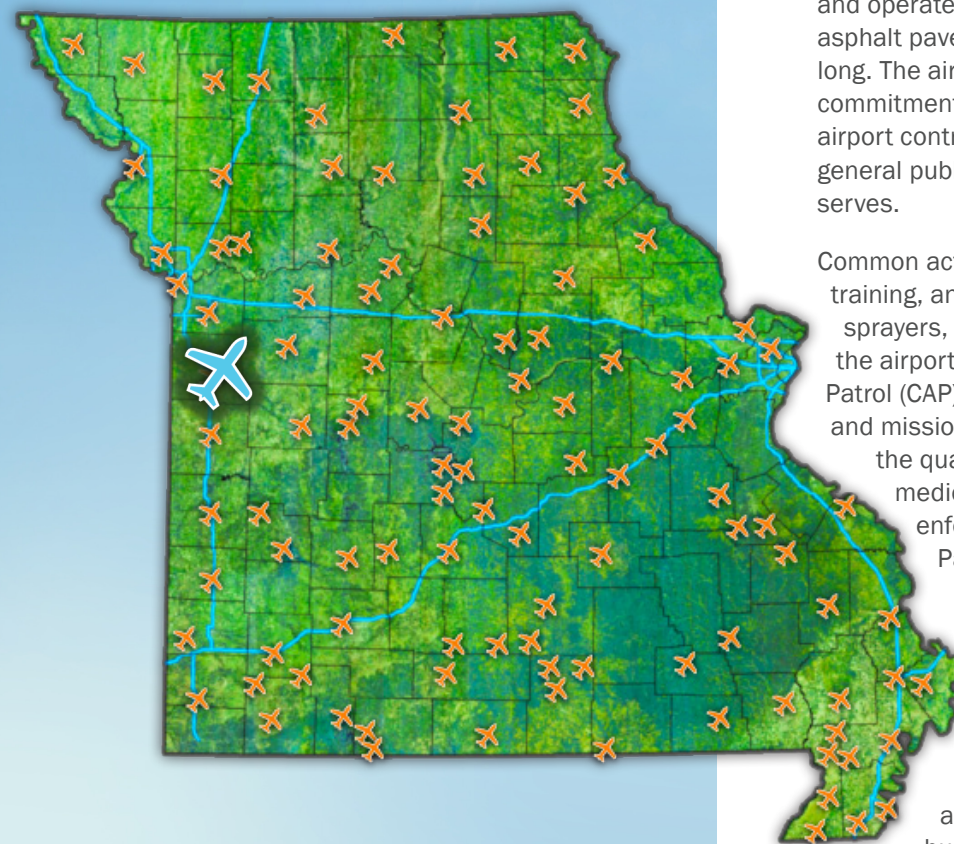 and operate
asphalt pave
long. The air
commitment
airport contr
general pub
serves.
Common ac
training, an
sprayers,
the airport
Patrol (CAP)
and missio
the qua
medic
enf
Pa
a